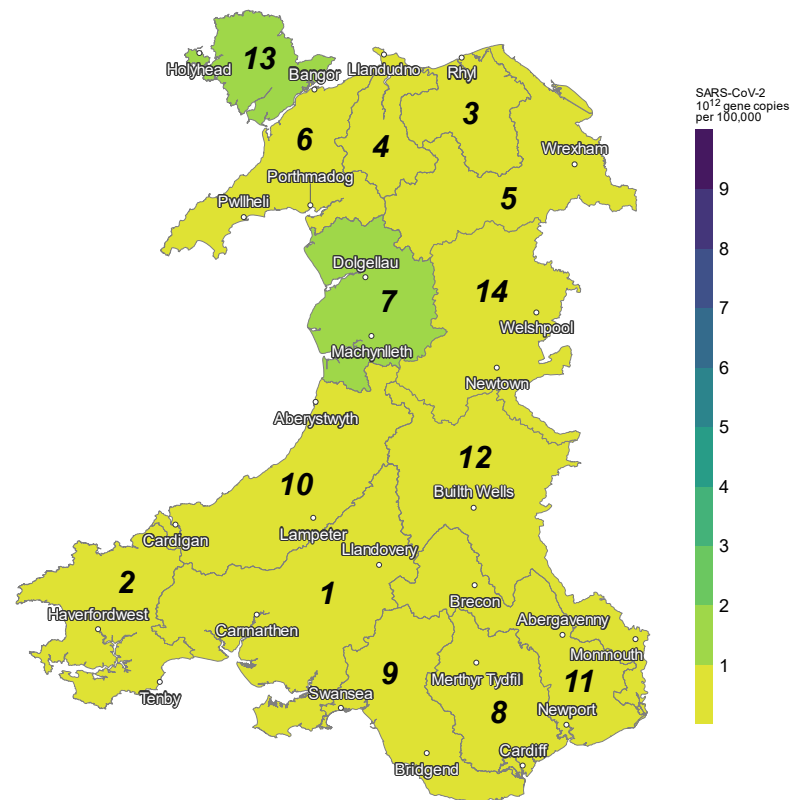 13
Holyhead
Bangor
Llandudno
Rhyl
SARS-CoV-2
10¹² gene copies
per 100,000
3
6
4
Wrexham
Porthmadog
Pwllheli
5
9
8
7
6
5
4
3
2
1
Dolgellau
7
14
Welshpool
Machynlleth
Newtown
Aberystwyth
12
10
Builth Wells
Cardigan
Lampeter
Llandovery
2
1
Brecon
Haverfordwest
Carmarthen
Abergavenny
Monmouth
9
Merthyr Tydfil
11
Tenby
Swansea
8
Newport
Cardiff
Bridgend